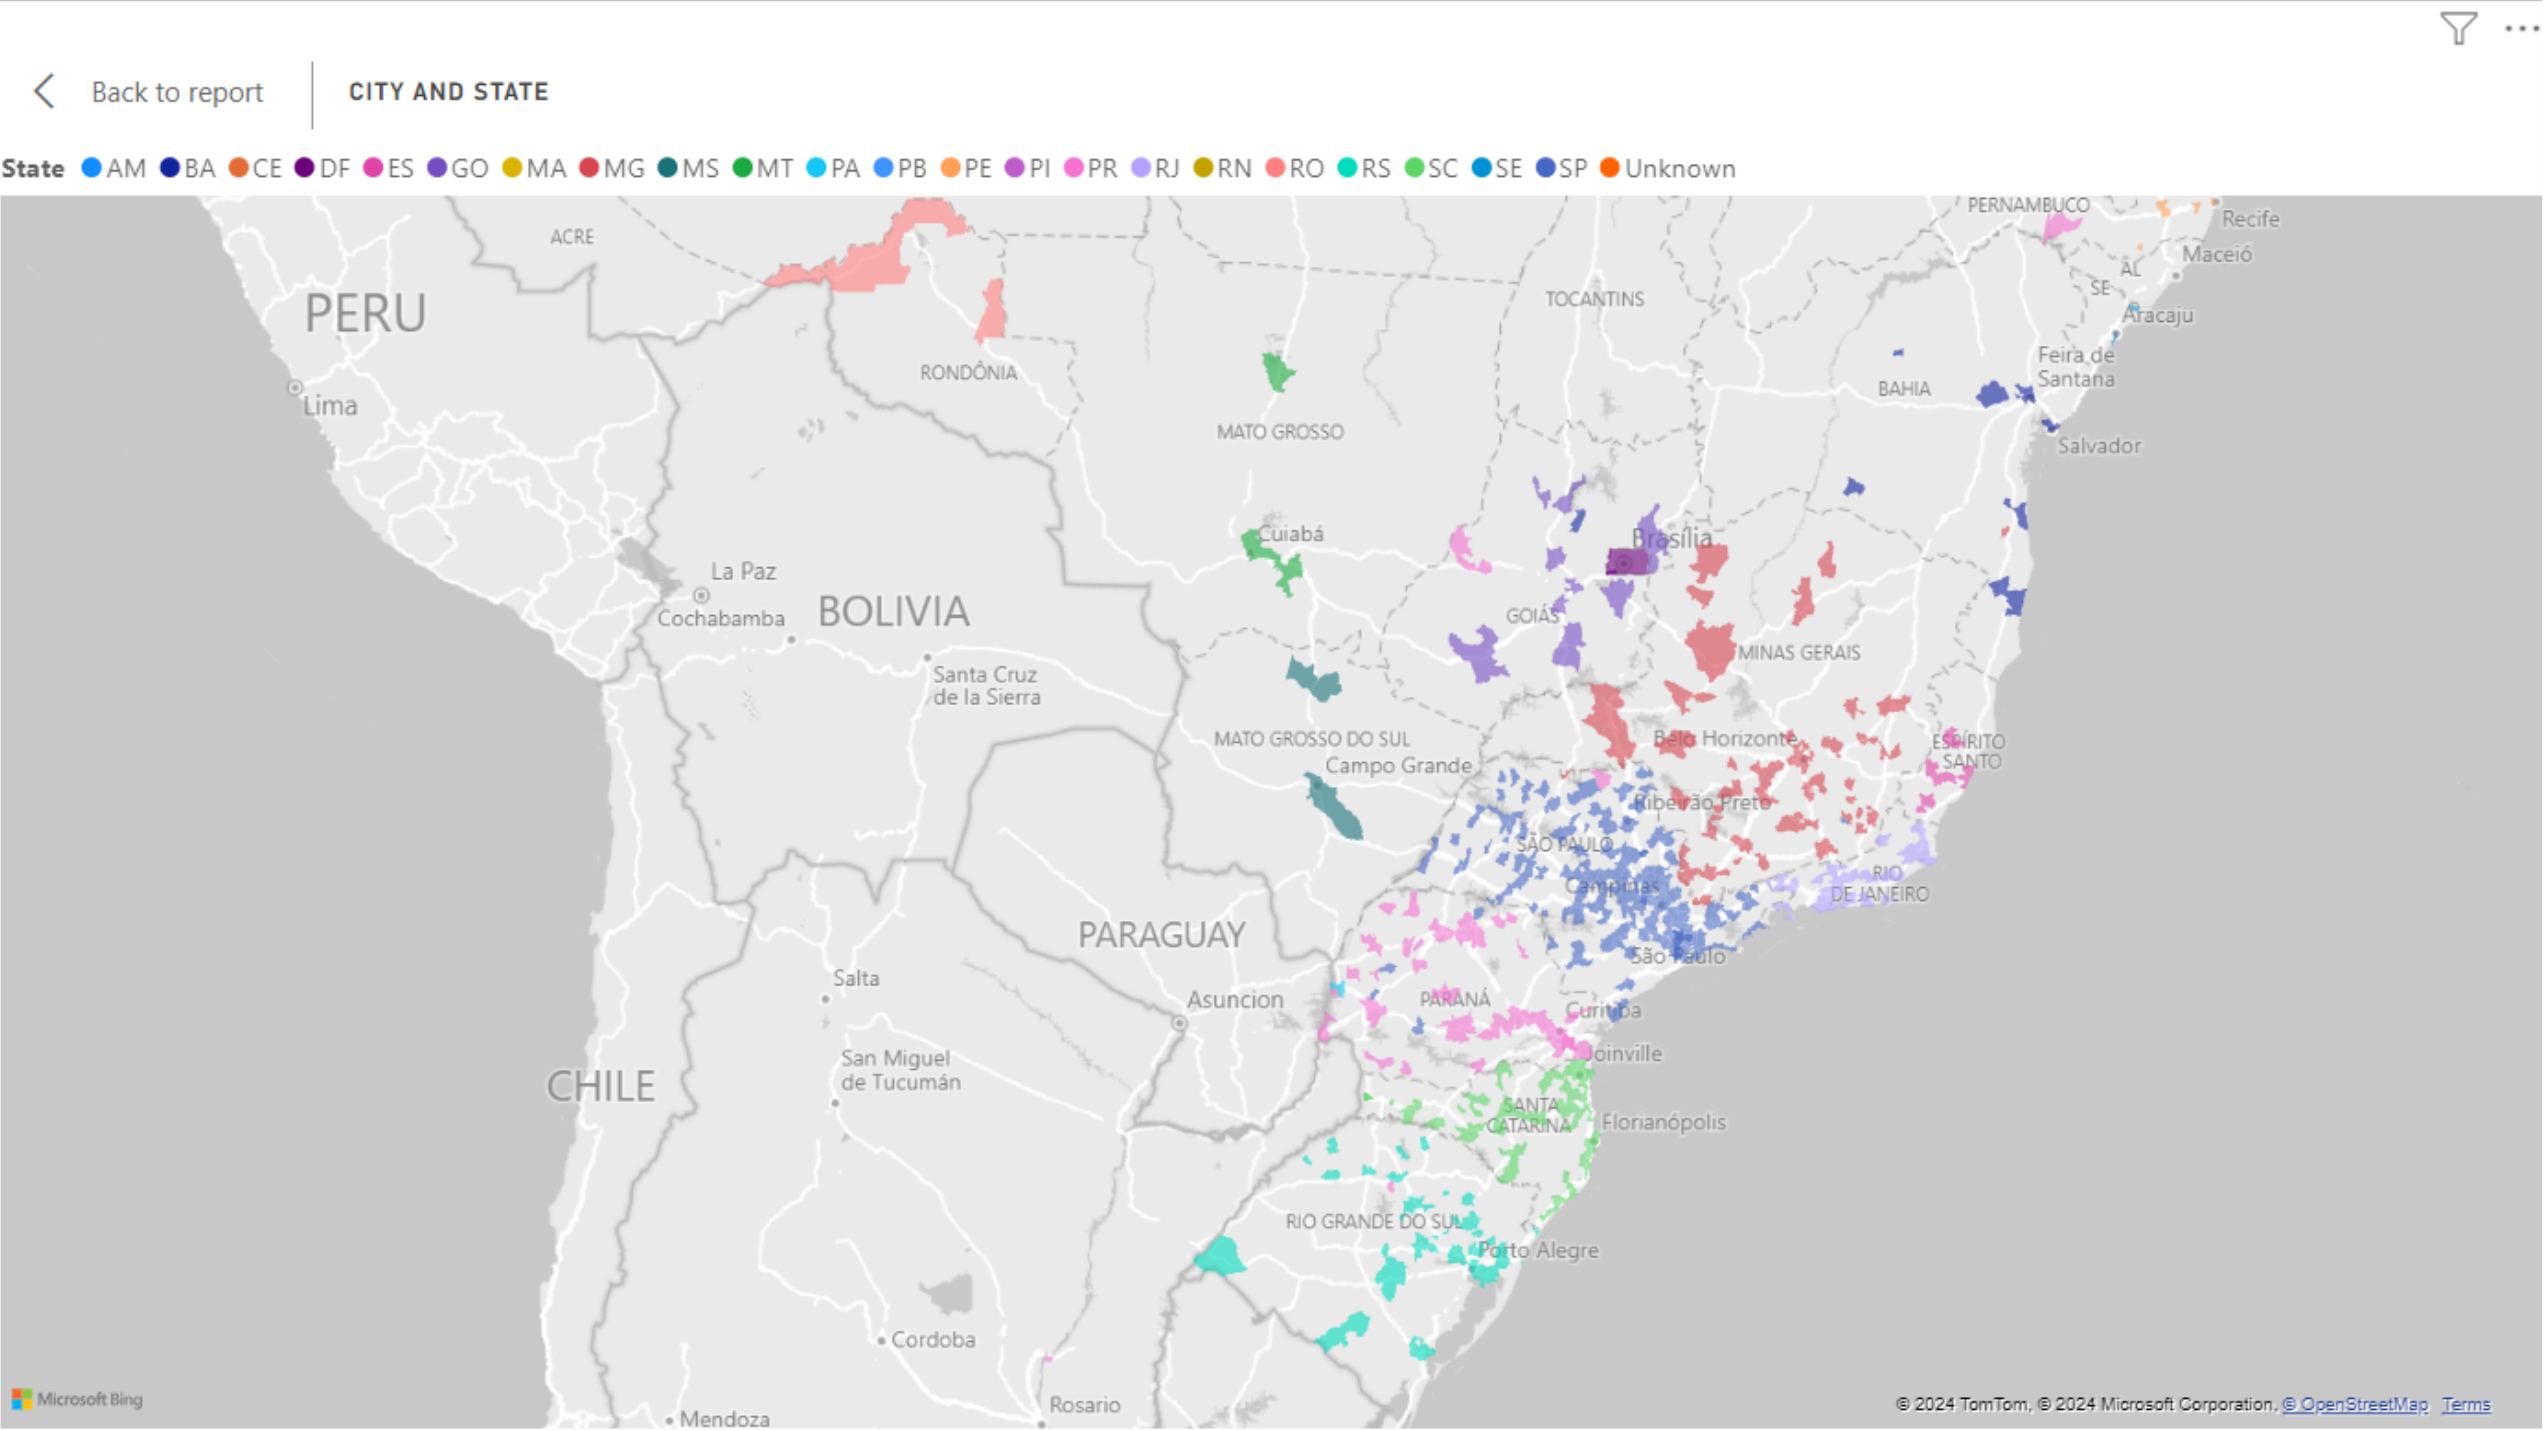 Back to report
CITY AND STATE
State AM BA CE DF ES GO MA MG MS MT PA PB PE PI PR RJ RN RO RS SC SE SP Unknown
PERNAMBUCO
Recife
ACRE
Maceió
AL
SE
TOCANTINS
PERU
Aracaju
Feira de
Santana
RONDÔNIA
BAHIA
Lima
MATO GROSSO
Salvador
Cuiabá
Brasília
La Paz
BOLIVIA
Cochabamba
GOIÁS
MINAS GERAIS
Santa Cruz
de la Sierra
MATO GROSSO DO SUL
Belo Horizonte
ESPÍRITO
SANTO
Campo Grande
Ribeirão Preto
SÃO PAULO
Campinas
RIO
DE JANEIRO
PARAGUAY
São Paulo
Salta
Asuncion
PARANÁ
Curitiba
San Miguel
de Tucumán
Joinville
CHILE
SANTA
CATARINA
Florianópolis
RIO GRANDE DO SUL
Porto Alegre
Cordoba
Microsoft Bing
Rosario
Mendoza
© 2024 TomTom, © 2024 Microsoft Corporation, © OpenStreetMap Terms